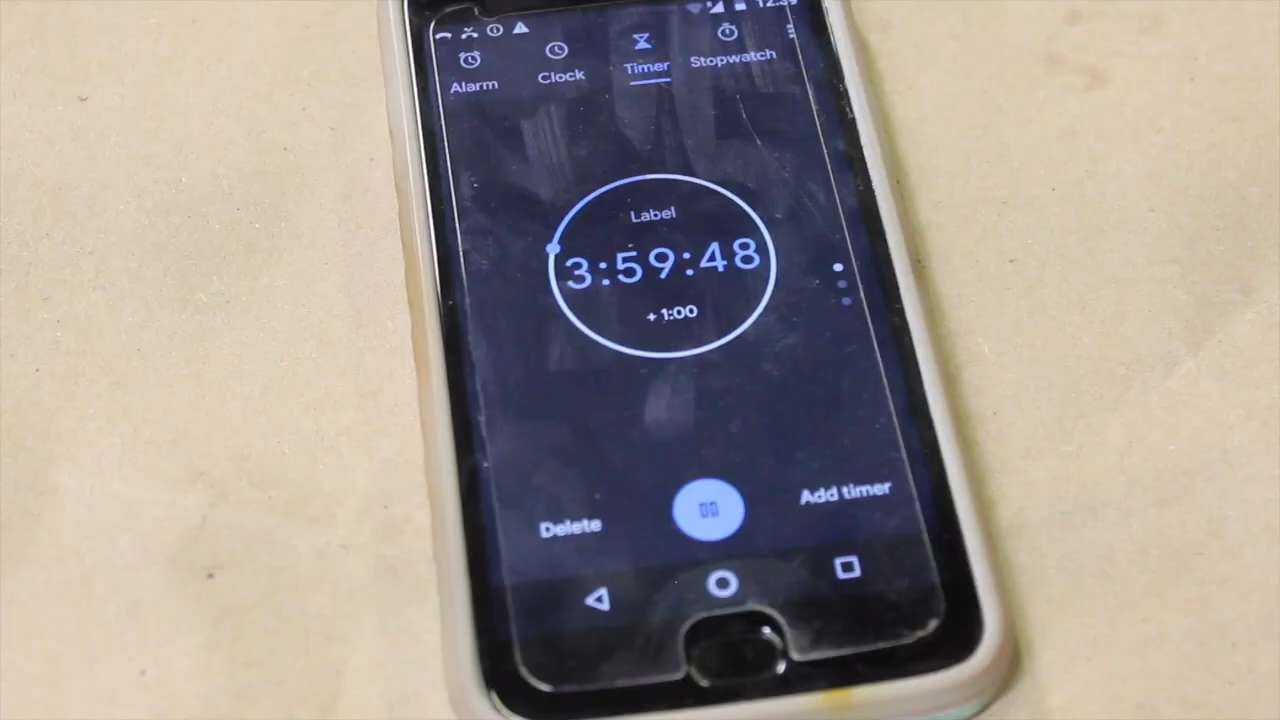 Alarm
Clock
Timer
Stopwatch
Label
3:59:48
+ 1:00
Delete
Add timer